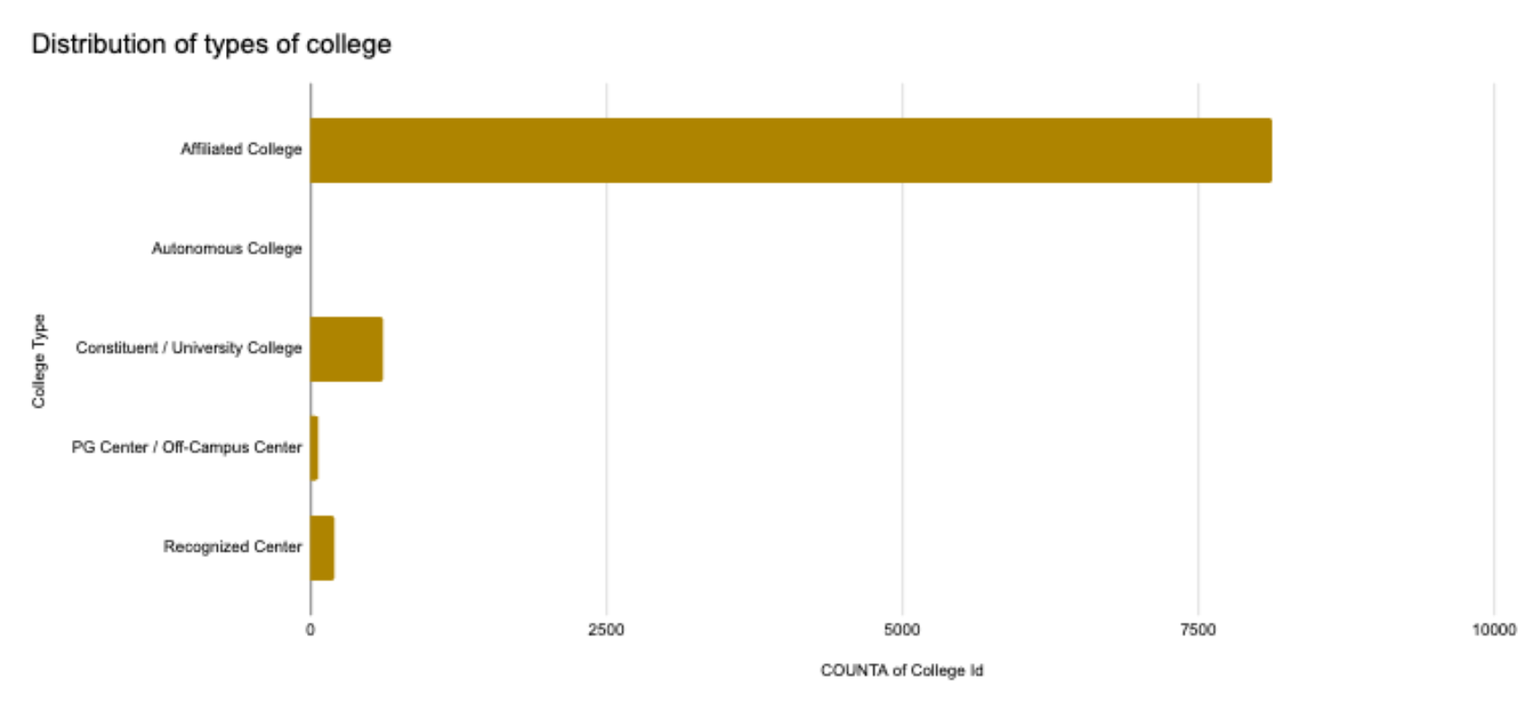 Distribution of types of college
College Type
Affiliated College
Autonomous College
Constituent / University College
PG Center / Off-Campus Center
Recognized Center
0 2500 5000 7500 10000
COUNTA of College Id